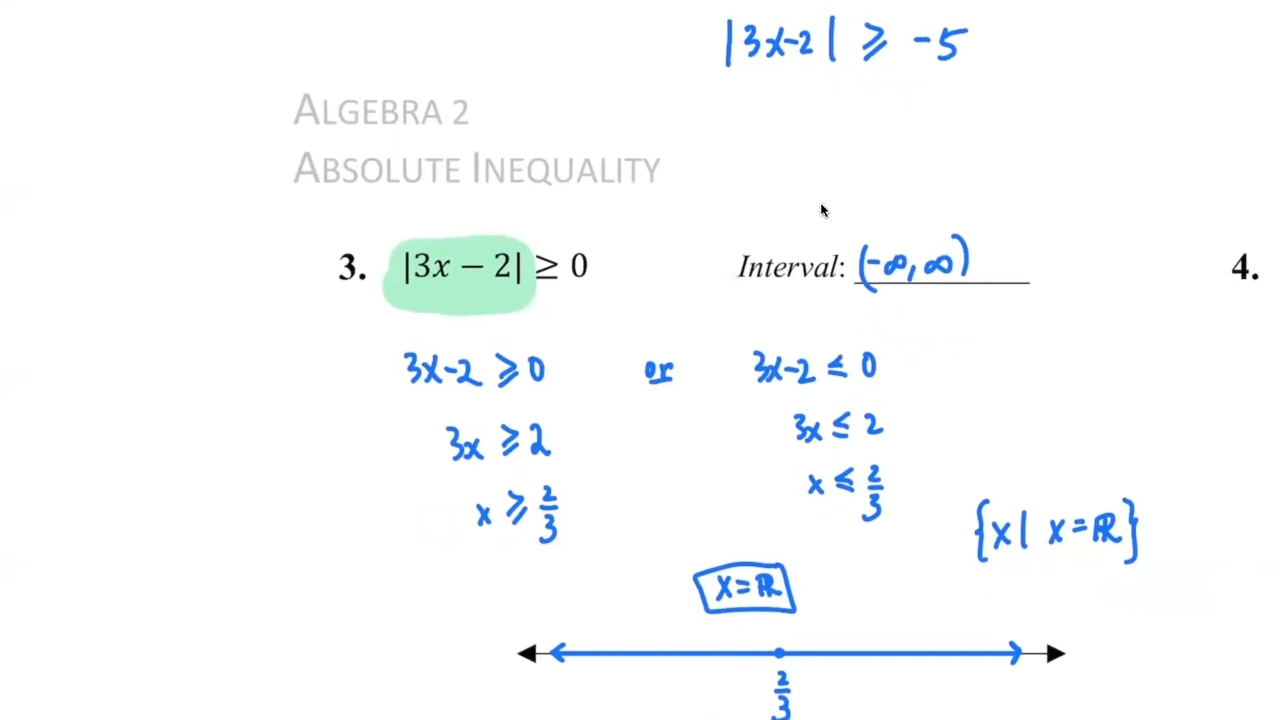 |3x-2| ≥ -5
ALGEBRA 2
ABSOLUTE INEQUALITY
3. |3x − 2| ≥ 0 Interval: (-∞, ∞) 4.
3x-2 ≥ 0 or 3x-2 ≤ 0
3x ≥ 2 3x ≤ 2
x ≥ 2/3 x ≤ 2/3
{x| x=ℝ}
x=ℝ
2/3